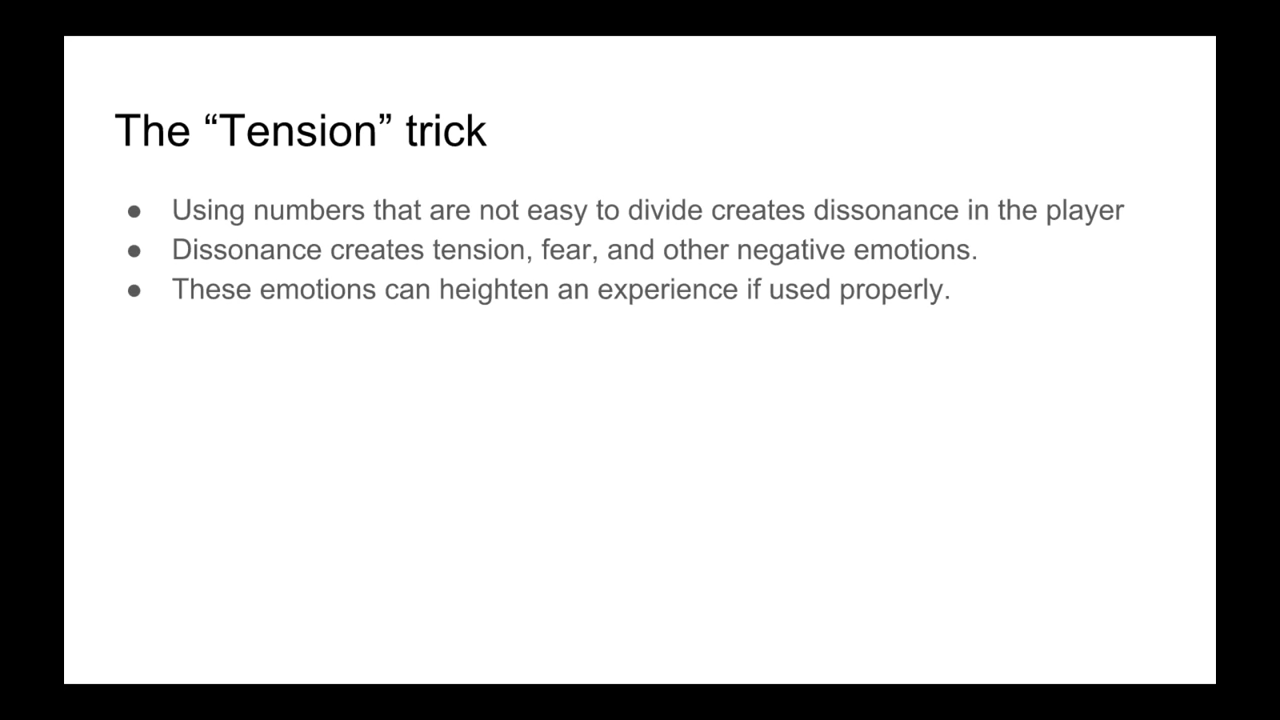 The “Tension” trick
● Using numbers that are not easy to divide creates dissonance in the player
● Dissonance creates tension, fear, and other negative emotions.
● These emotions can heighten an experience if used properly.